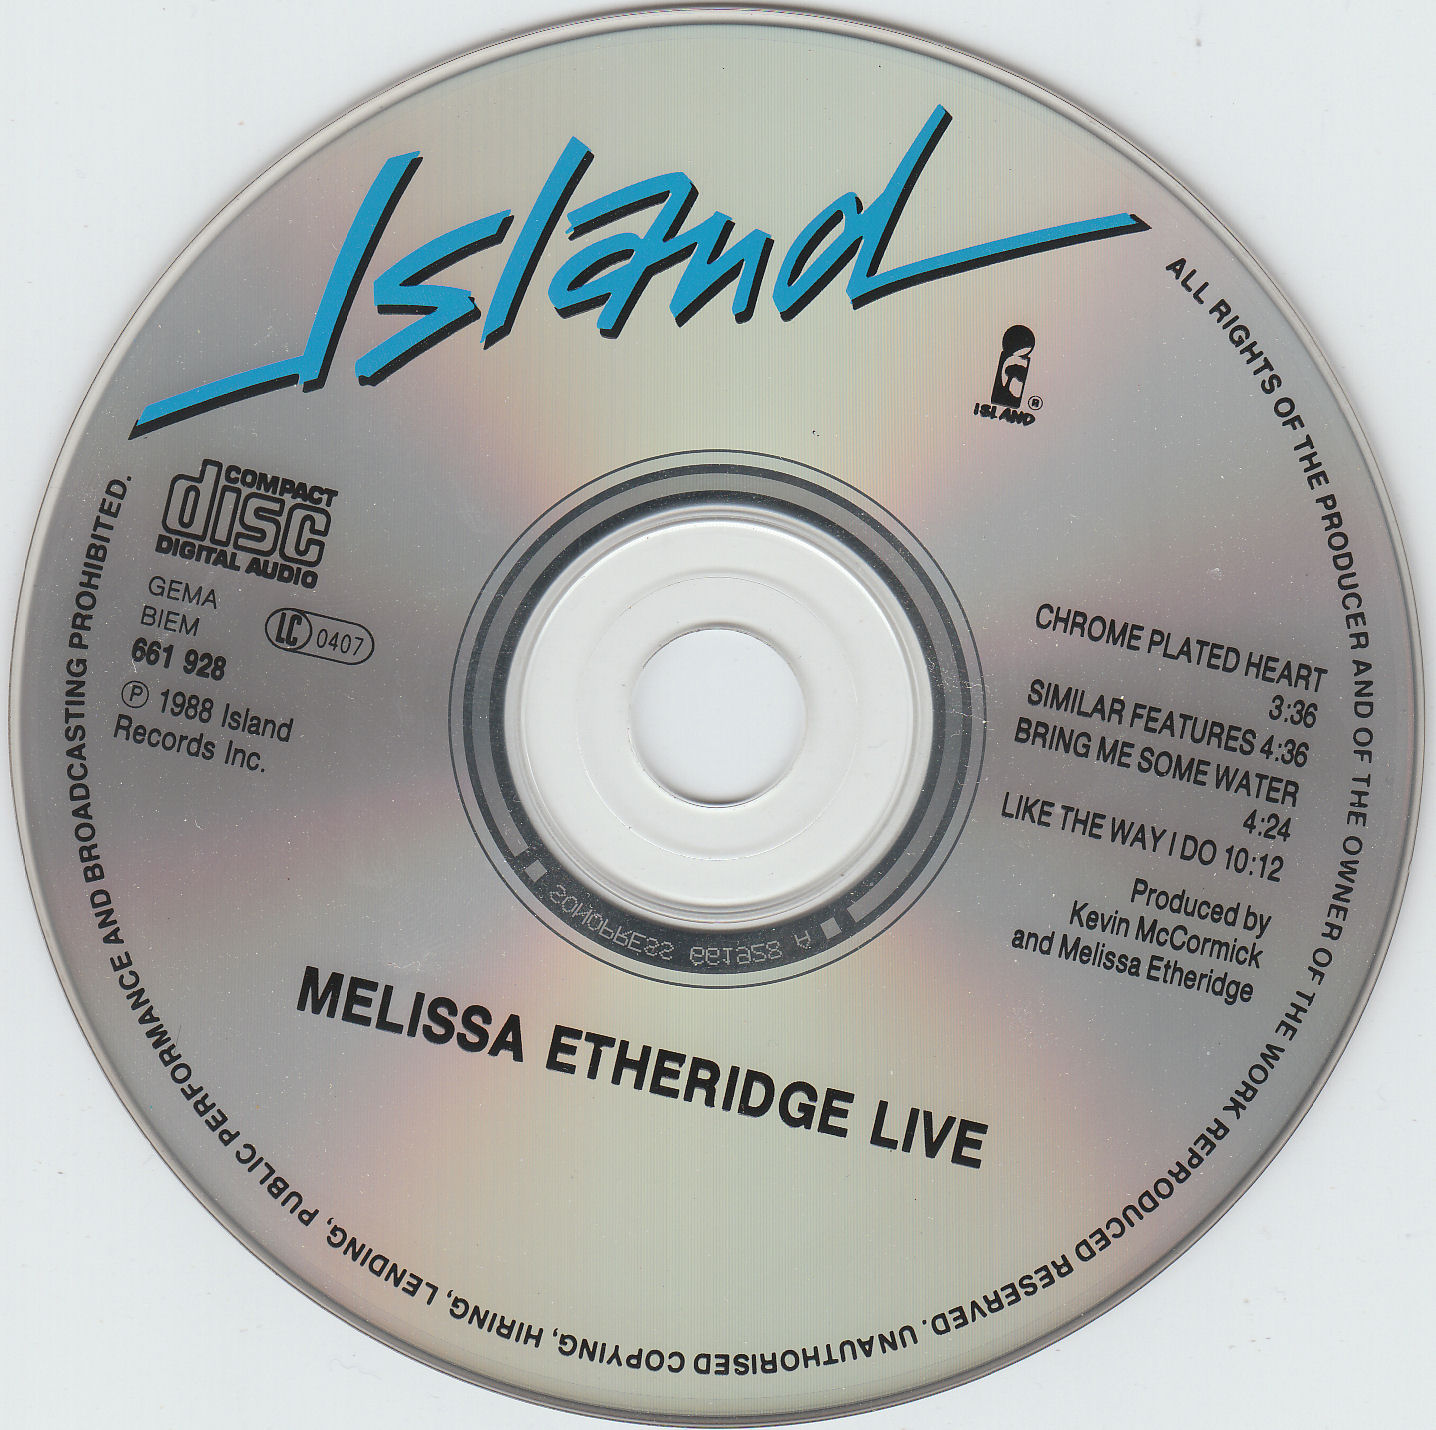 Island
ISLAND ®
COMPACT
disc
DIGITAL AUDIO
GEMA
BIEM
LC 0407
661 928
Ⓟ 1988 Island
Records Inc.
CHROME PLATED HEART
3:36
SIMILAR FEATURES 4:36
BRING ME SOME WATER
4:24
LIKE THE WAY I DO 10:12
Produced by
Kevin McCormick
and Melissa Etheridge
SONOPRESS 661928 A
MELISSA ETHERIDGE LIVE
ALL RIGHTS OF THE PRODUCER AND OF THE OWNER OF THE WORK REPRODUCED RESERVED. UNAUTHORISED COPYING, HIRING, LENDING, PUBLIC PERFORMANCE AND BROADCASTING PROHIBITED.